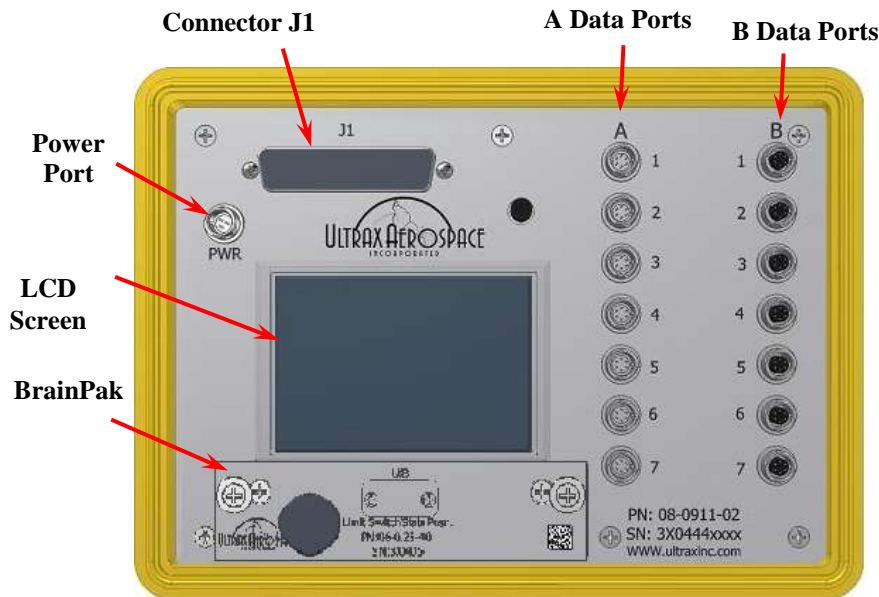 Connector J1
A Data Ports
B Data Ports
Power
Port
LCD
Screen
BrainPak
J1
PWR
ULTRAX AEROSPACE
INCORPORATED
A
1
2
3
4
5
6
7
B
1
2
3
4
5
6
7
Limit Switch
PN: 08-0911-02
SN: 3X0444xxxx
www.ultraxinc.com